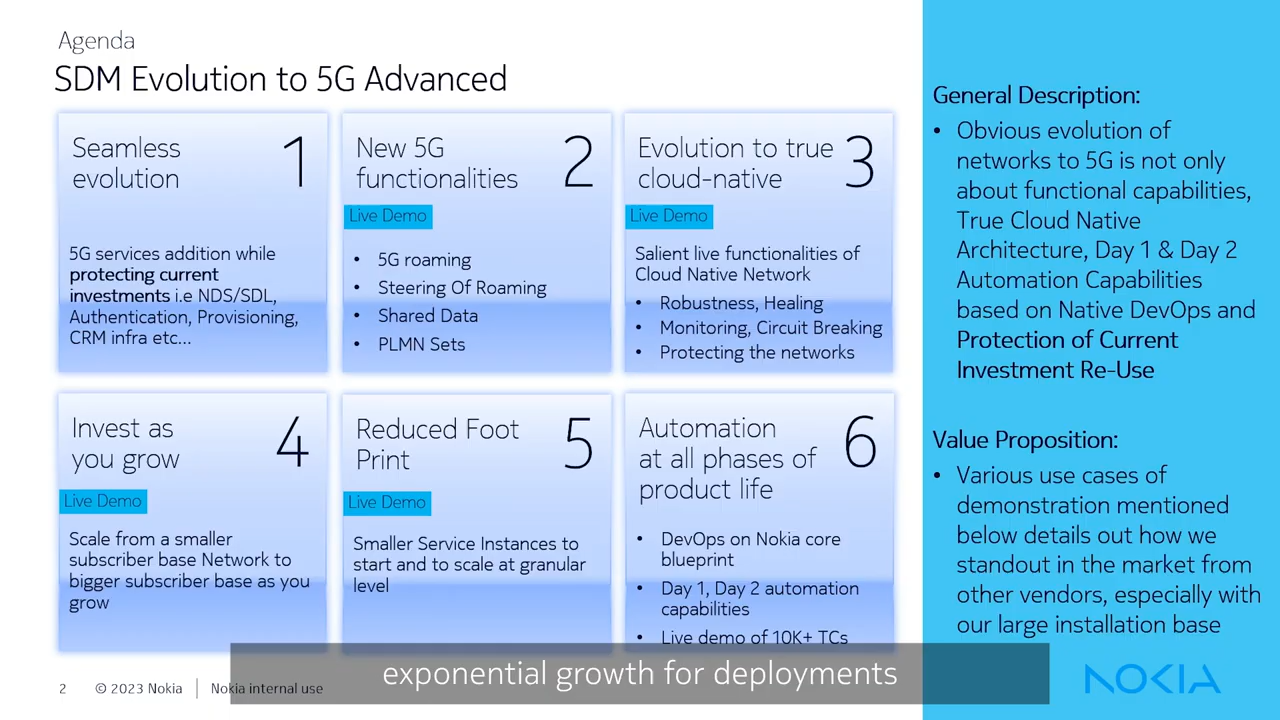 Agenda
SDM Evolution to 5G Advanced
Seamless
evolution
1
5G services addition while
protecting current
investments i.e NDS/SDL,
Authentication, Provisioning,
CRM infra etc...
New 5G
functionalities
2
Live Demo
• 5G roaming
• Steering Of Roaming
• Shared Data
• PLMN Sets
Evolution to true
cloud-native
3
Live Demo
Salient live functionalities of
Cloud Native Network
• Robustness, Healing
• Monitoring, Circuit Breaking
• Protecting the networks
Invest as
you grow
4
Live Demo
Scale from a smaller
subscriber base Network to
bigger subscriber base as you
grow
Reduced Foot
Print
5
Live Demo
Smaller Service Instances to
start and to scale at granular
level
Automation
at all phases of
product life
6
• DevOps on Nokia core
blueprint
• Day 1, Day 2 automation
capabilities
• Live demo of 10K+ TCs
General Description:
• Obvious evolution of
networks to 5G is not only
about functional capabilities,
True Cloud Native
Architecture, Day 1 & Day 2
Automation Capabilities
based on Native DevOps and
Protection of Current
Investment Re-Use
Value Proposition:
• Various use cases of
demonstration mentioned
below details out how we
standout in the market from
other vendors, especially with
our large installation base
exponential growth for deployments
2 © 2023 Nokia | Nokia internal use
NOKIA